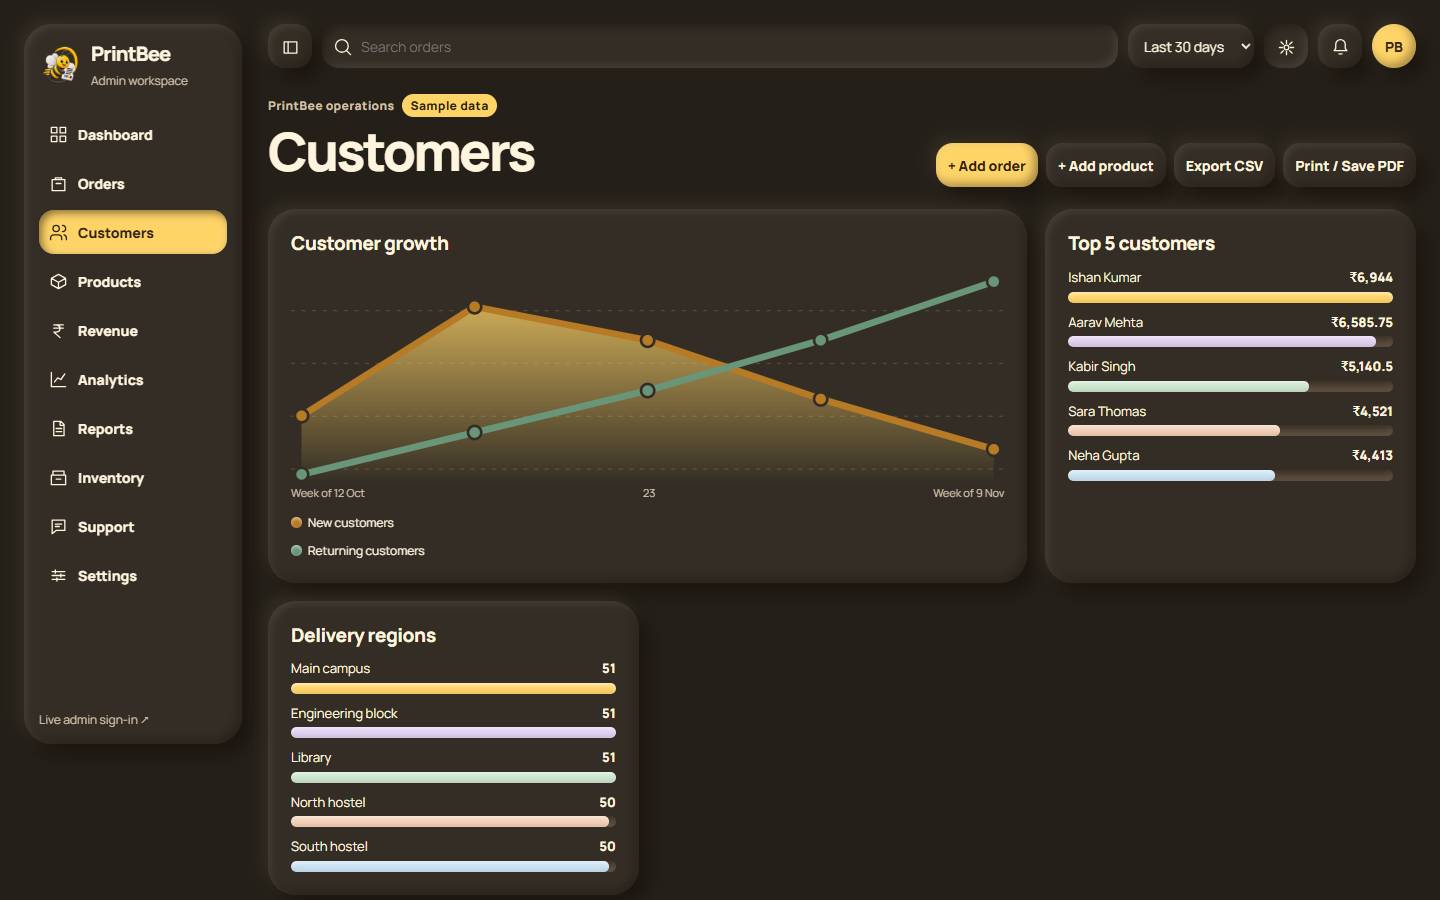 PrintBee
Admin workspace
Dashboard
Orders
Customers
Products
Revenue
Analytics
Reports
Inventory
Support
Settings
Live admin sign-in ↗
Search orders
Last 30 days
PB
PrintBee operations
Sample data
Customers
+ Add order
+ Add product
Export CSV
Print / Save PDF
Customer growth
Week of 12 Oct
23
Week of 9 Nov
New customers
Returning customers
Top 5 customers
Ishan Kumar ₹6,944
Aarav Mehta ₹6,585.75
Kabir Singh ₹5,140.5
Sara Thomas ₹4,521
Neha Gupta ₹4,413
Delivery regions
Main campus 51
Engineering block 51
Library 51
North hostel 50
South hostel 50